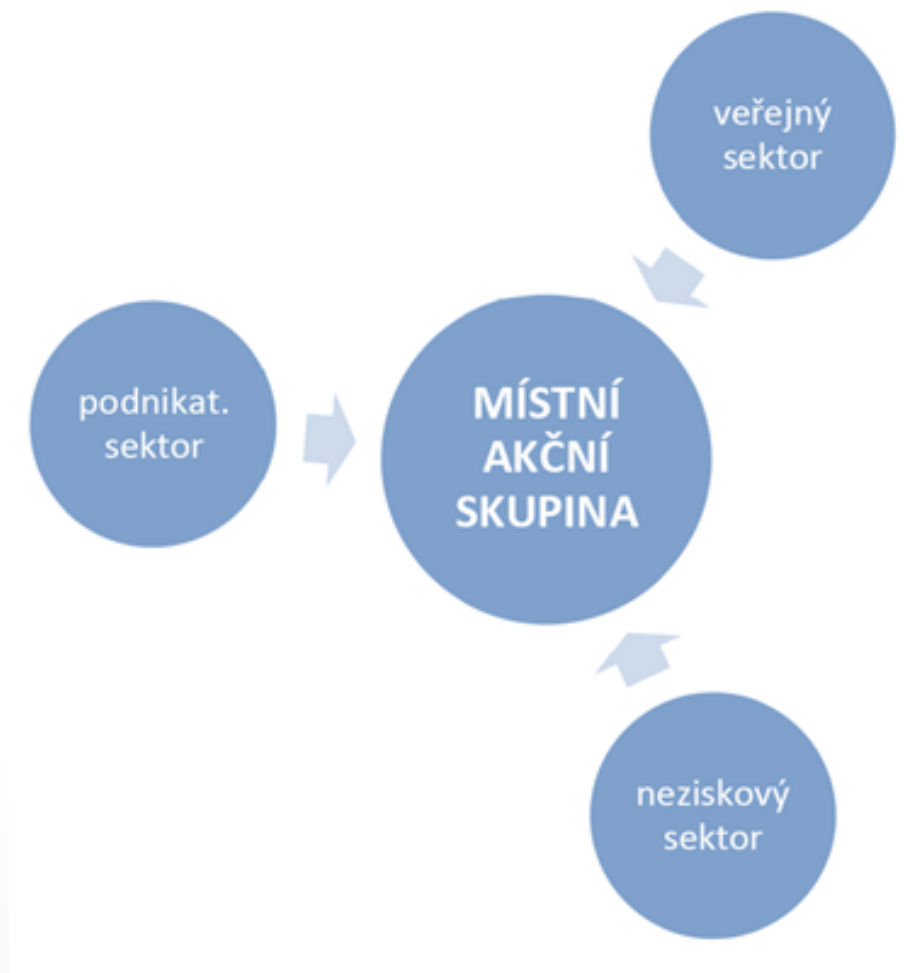 veřejný
sektor
podnikat.
sektor
MÍSTNÍ
AKČNÍ
SKUPINA
neziskový
sektor